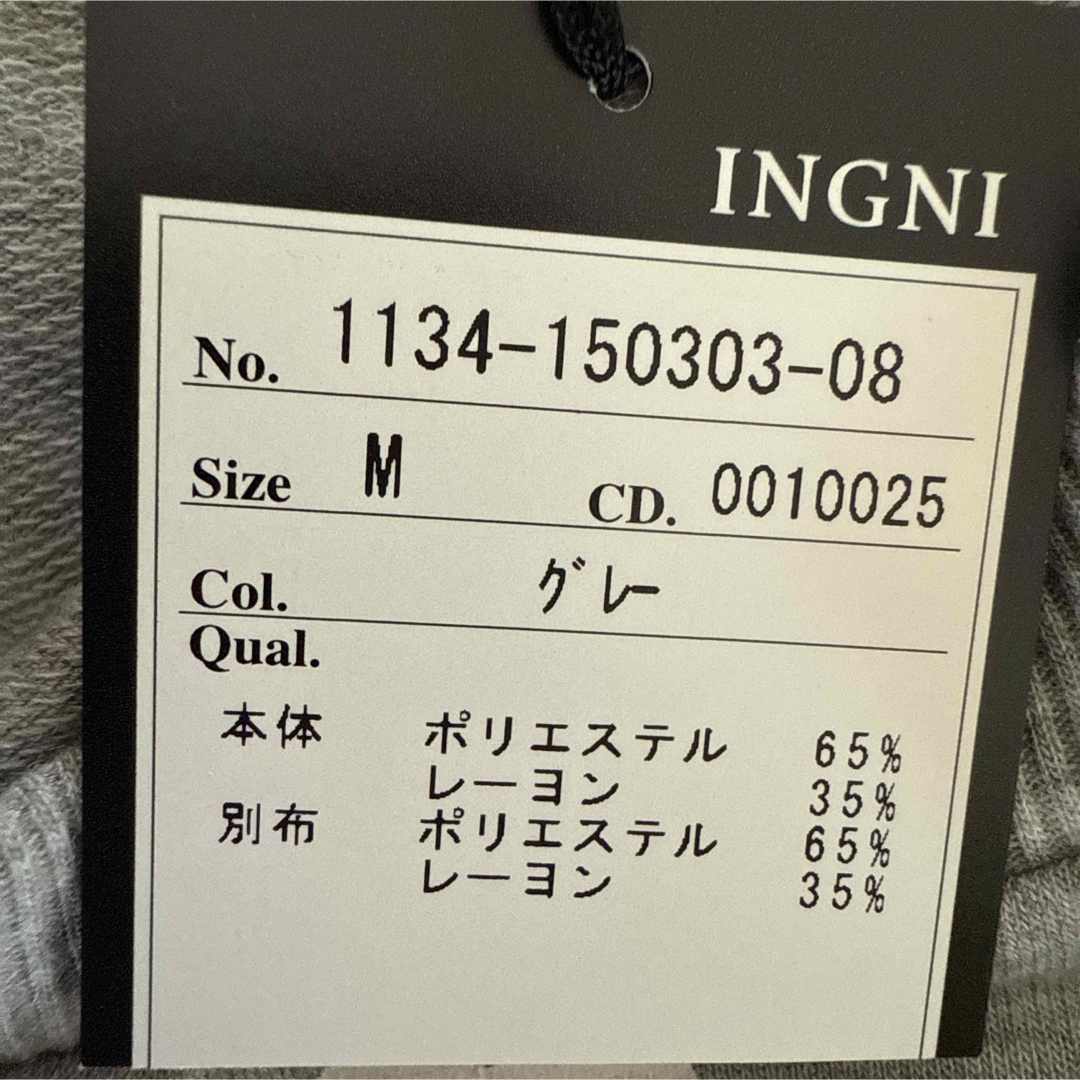 INGNI
No. 1134-150303-08
Size M CD. 0010025
Col. グレー
Qual.
本体 ポリエステル 65%
レーヨン 35%
別布 ポリエステル 65%
レーヨン 35%